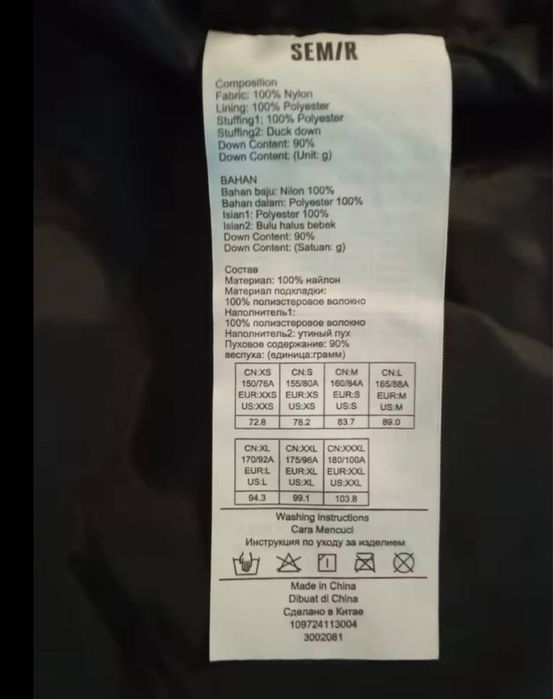 SEM/R
Composition
Fabric: 100% Nylon
Lining: 100% Polyester
Stuffing1: 100% Polyester
Stuffing2: Duck down
Down Content: 90%
Down Content: (Unit: g)
BAHAN
Bahan baju: Nilon 100%
Bahan dalam: Polyester 100%
Isian1: Polyester 100%
Isian2: Bulu halus bebek
Down Content: 90%
Down Content: (Satuan: g)
Состав
Материал: 100% найлон
Материал подкладки:
100% полиэстеровое волокно
Наполнитель1:
100% полиэстеровое волокно
Наполнитель2: утиный пух
Пуховое содержание: 90%
веспуха: (единица:грамм)
CN:XS CN:S CN:M CN:L
150/76A 155/80A 160/84A 165/88A
EUR:XXS EUR:XS EUR:S EUR:M
US:XXS US:XS US:S US:M
72.8 78.2 83.7 89.0
CN:XL CN:XXL CN:XXXL
170/92A 175/96A 180/100A
EUR:L EUR:XL EUR:XXL
US:L US:XL US:XXL
94.3 99.1 103.8
Washing Instructions
Cara Mencuci
Инструкция по уходу за изделием
Made in China
Dibuat di China
Сделано в Китае
109724113004
3002081